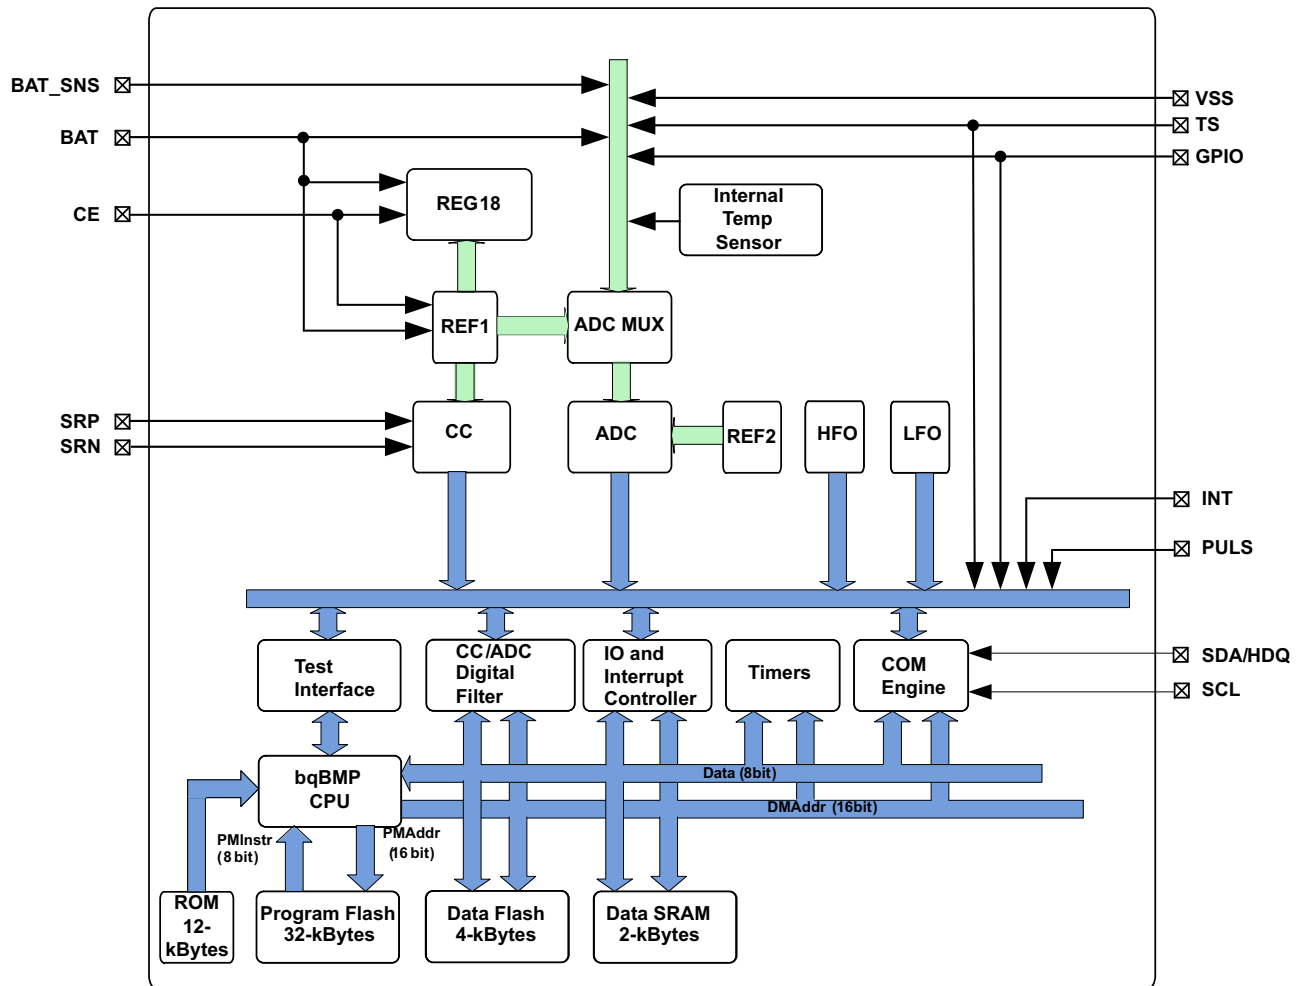 BAT_SNS
VSS
TS
BAT
GPIO
REG18
Internal
Temp
Sensor
CE
REF1
ADC MUX
SRP
SRN
CC
ADC
REF2
HFO
LFO
INT
PULS
Test
Interface
CC/ADC
Digital
Filter
IO and
Interrupt
Controller
Timers
COM
Engine
SDA/HDQ
SCL
bqBMP
CPU
Data (8bit)
DMAddr (16bit)
PMInstr
(8 bit)
PMAddr
(16 bit)
ROM
12-
kBytes
Program Flash
32-kBytes
Data Flash
4-kBytes
Data SRAM
2-kBytes